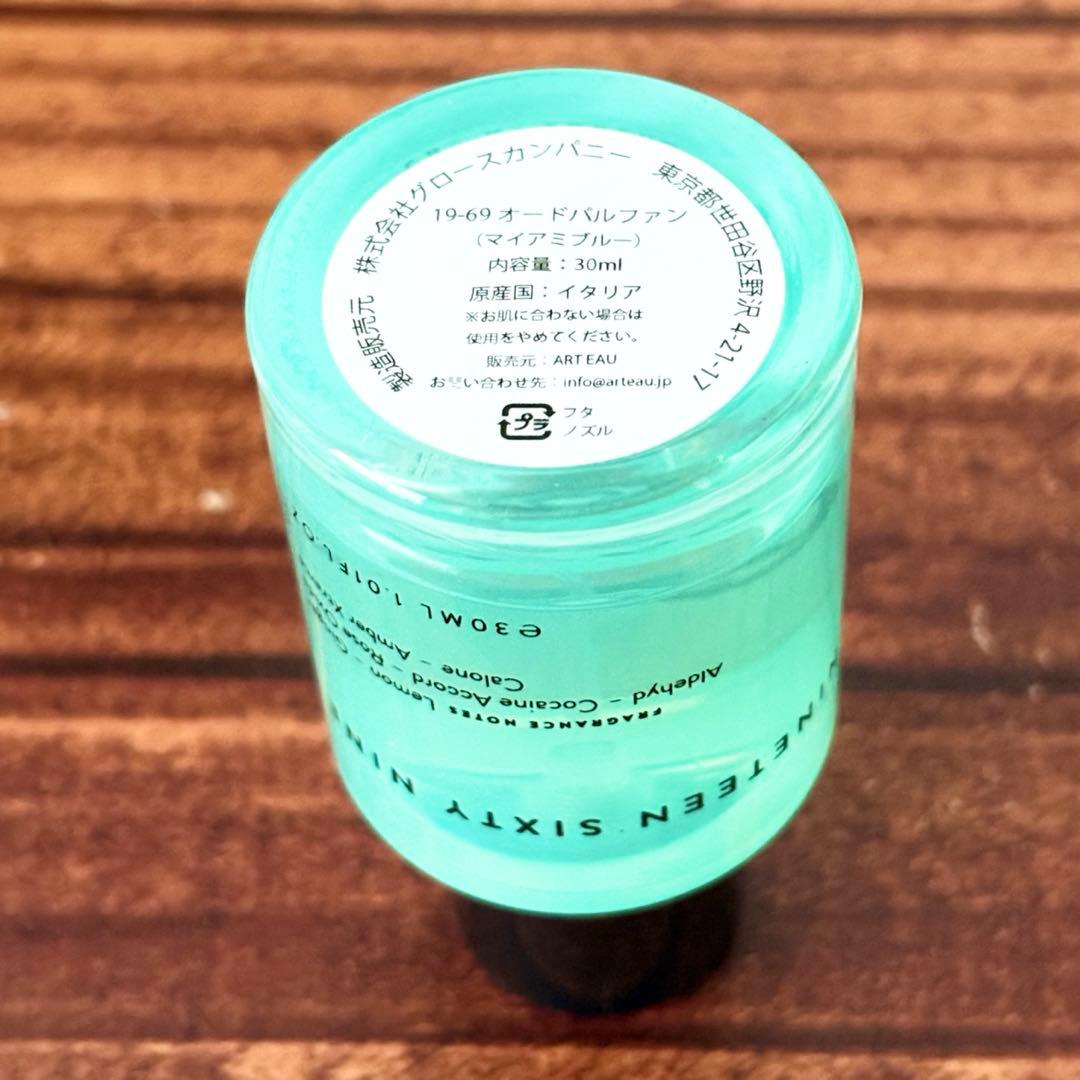 製造販売元 株式会社グロースカンパニー 東京都世田谷区野沢 4-21-17
19-69 オードパルファン
(マイアミブルー)
内容量：30ml
原産国：イタリア
※お肌に合わない場合は
使用をやめてください。
販売元：ART EAU
お問い合わせ先：info@arteau.jp
プラ
フタ
ノズル
NINETEEN SIXTY NIN
FRAGRANCE NOTES Lemon -
Aldehyd - Cocaine Accord - Rose
Calone - Amber
℮30ML 1.01FL.OZ